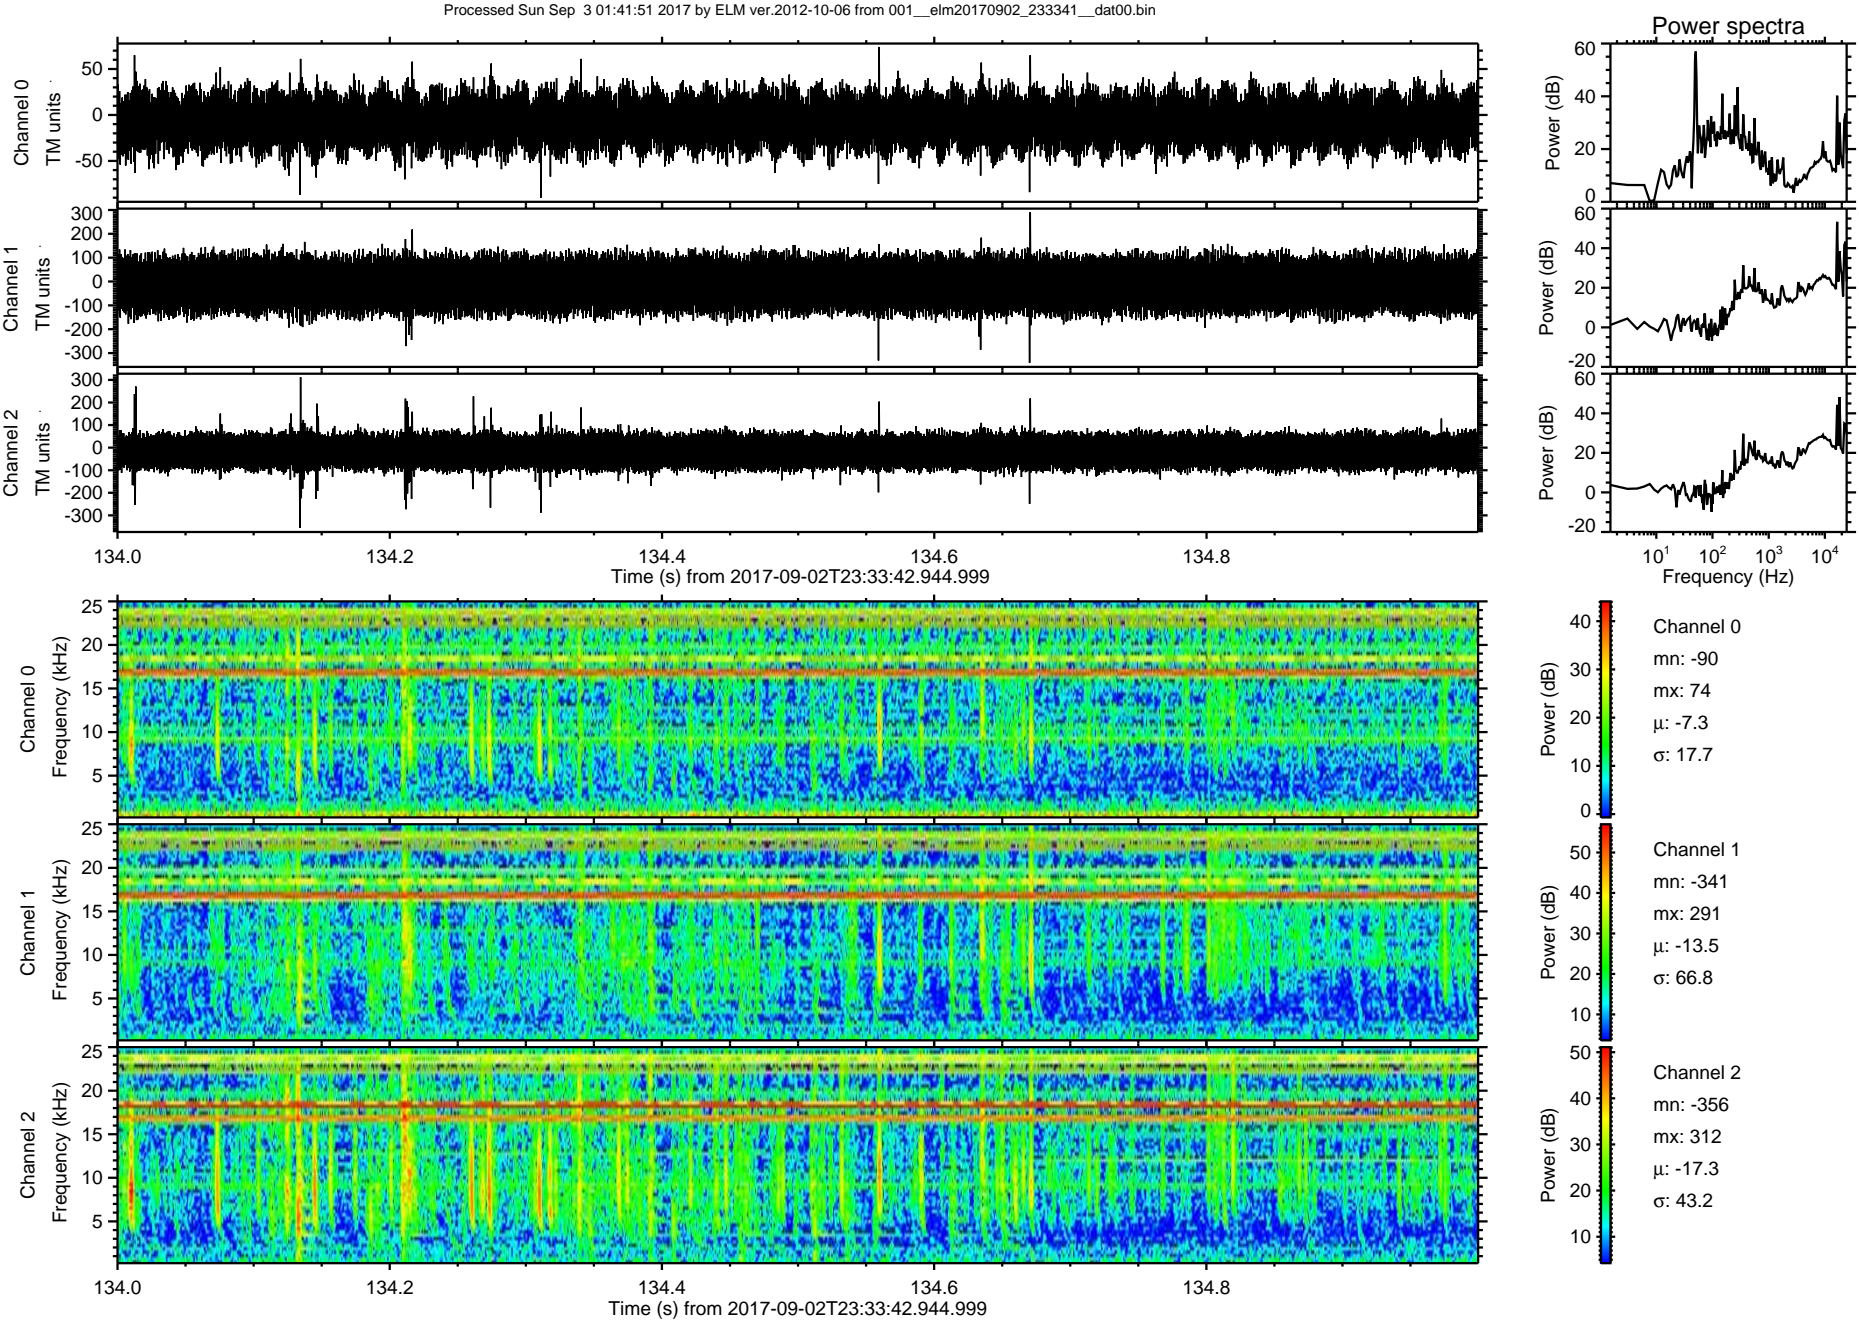 Processed Sun Sep  3 01:41:51 2017 by ELM ver.2012-10-06 from 001__elm20170902_233341__dat00.bin
Power spectra
Channel 0
TM units
50
0
-50
Power (dB)
60
40
20
0
Channel 1
TM units
300
200
100
0
-100
-200
-300
Power (dB)
60
40
20
0
-20
Channel 2
TM units
300
200
100
0
-100
-200
-300
Power (dB)
60
40
20
0
-20
134.0 134.2 134.4 134.6 134.8
Time (s) from 2017-09-02T23:33:42.944.999
10^1 10^2 10^3 10^4
Frequency (Hz)
Channel 0
Frequency (kHz)
25
20
15
10
5
Power (dB)
40
30
20
10
0
Channel 0
mn: -90
mx: 74
μ: -7.3
σ: 17.7
Channel 1
Frequency (kHz)
25
20
15
10
5
Power (dB)
50
40
30
20
10
Channel 1
mn: -341
mx: 291
μ: -13.5
σ: 66.8
Channel 2
Frequency (kHz)
25
20
15
10
5
Power (dB)
50
40
30
20
10
Channel 2
mn: -356
mx: 312
μ: -17.3
σ: 43.2
134.0 134.2 134.4 134.6 134.8
Time (s) from 2017-09-02T23:33:42.944.999